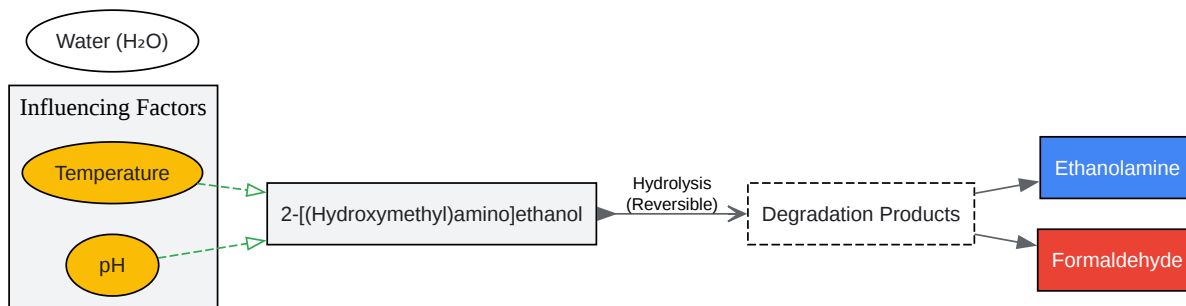 Water (H₂O)
Influencing Factors
Temperature
pH
2-[(Hydroxymethyl)amino]ethanol
Hydrolysis
(Reversible)
Degradation Products
Ethanolamine
Formaldehyde